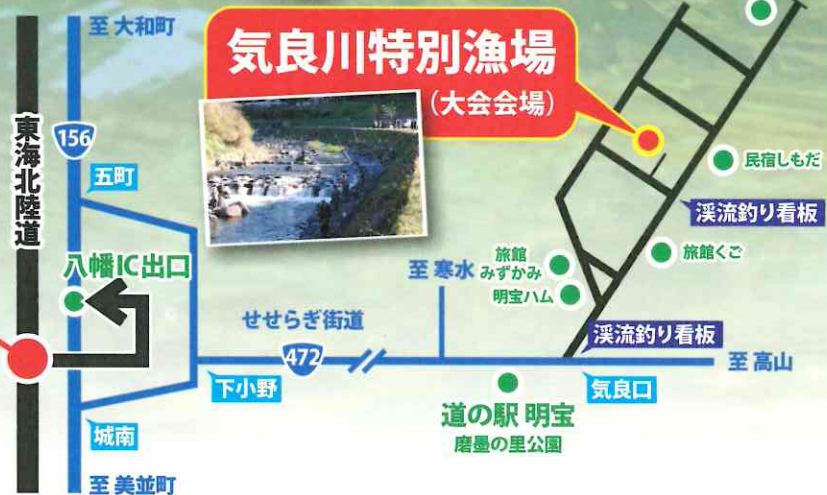 至 大和町
気良川特別漁場
(大会会場)
東海北陸道
156
五町
民宿しもだ
渓流釣り看板
八幡IC出口
至 寒水
旅館
みずかみ
旅館くご
明宝ハム
せせらぎ街道
渓流釣り看板
472
至 高山
下小野
気良口
道の駅 明宝
磨墨の里公園
城南
至 美並町